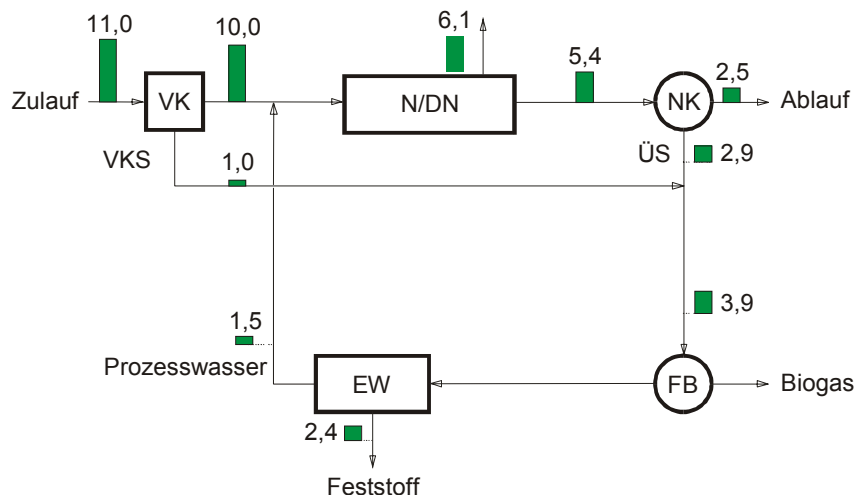 11,0
10,0
6,1
5,4
2,5
Zulauf
VK
N/DN
NK
Ablauf
VKS
1,0
ÜS
2,9
3,9
1,5
Prozesswasser
EW
FB
Biogas
2,4
Feststoff